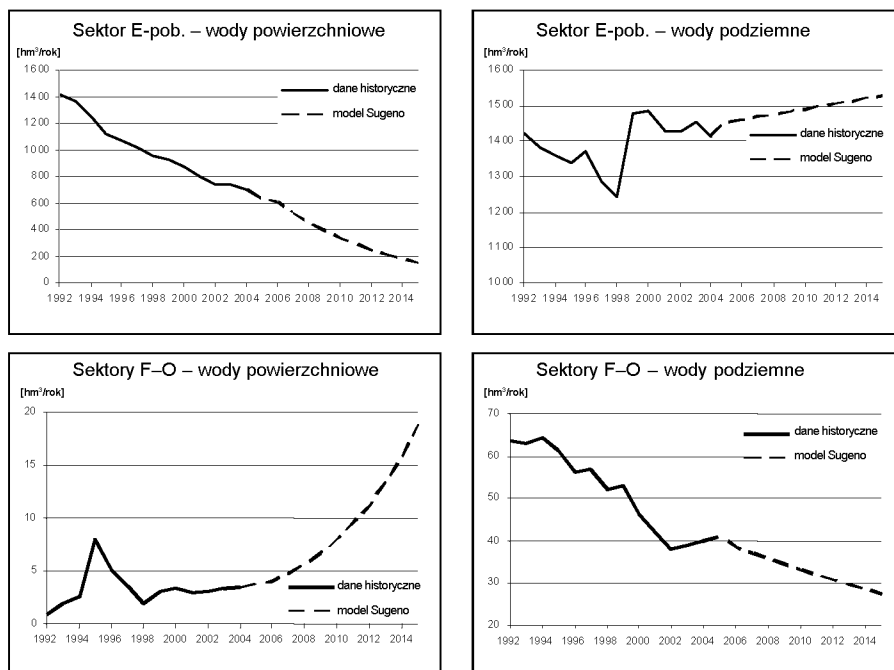 Sektor E-pob. – wody powierzchniowe
[hm³/rok]
1600
1400
1200
1000
800
600
400
200
0
1992 1994 1996 1998 2000 2002 2004 2006 2008 2010 2012 2014
dane historyczne
model Sugeno
Sektor E-pob. – wody podziemne
[hm³/rok]
1600
1500
1400
1300
1200
1100
1000
1992 1994 1996 1998 2000 2002 2004 2006 2008 2010 2012 2014
dane historyczne
model Sugeno
Sektory F–O – wody powierzchniowe
[hm³/rok]
20
15
10
5
0
1992 1994 1996 1998 2000 2002 2004 2006 2008 2010 2012 2014
dane historyczne
model Sugeno
Sektory F–O – wody podziemne
[hm³/rok]
70
60
50
40
30
20
1992 1994 1996 1998 2000 2002 2004 2006 2008 2010 2012 2014
dane historyczne
model Sugeno